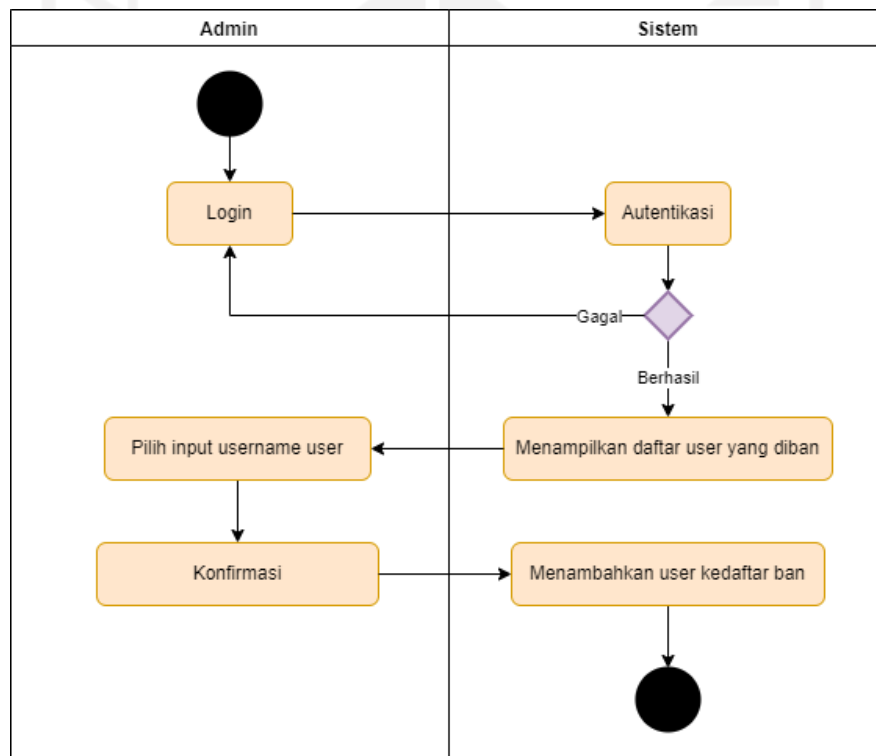 Admin
Sistem
Login
Autentikasi
Gagal
Berhasil
Pilih input username user
Menampilkan daftar user yang diban
Konfirmasi
Menambahkan user kedaftar ban